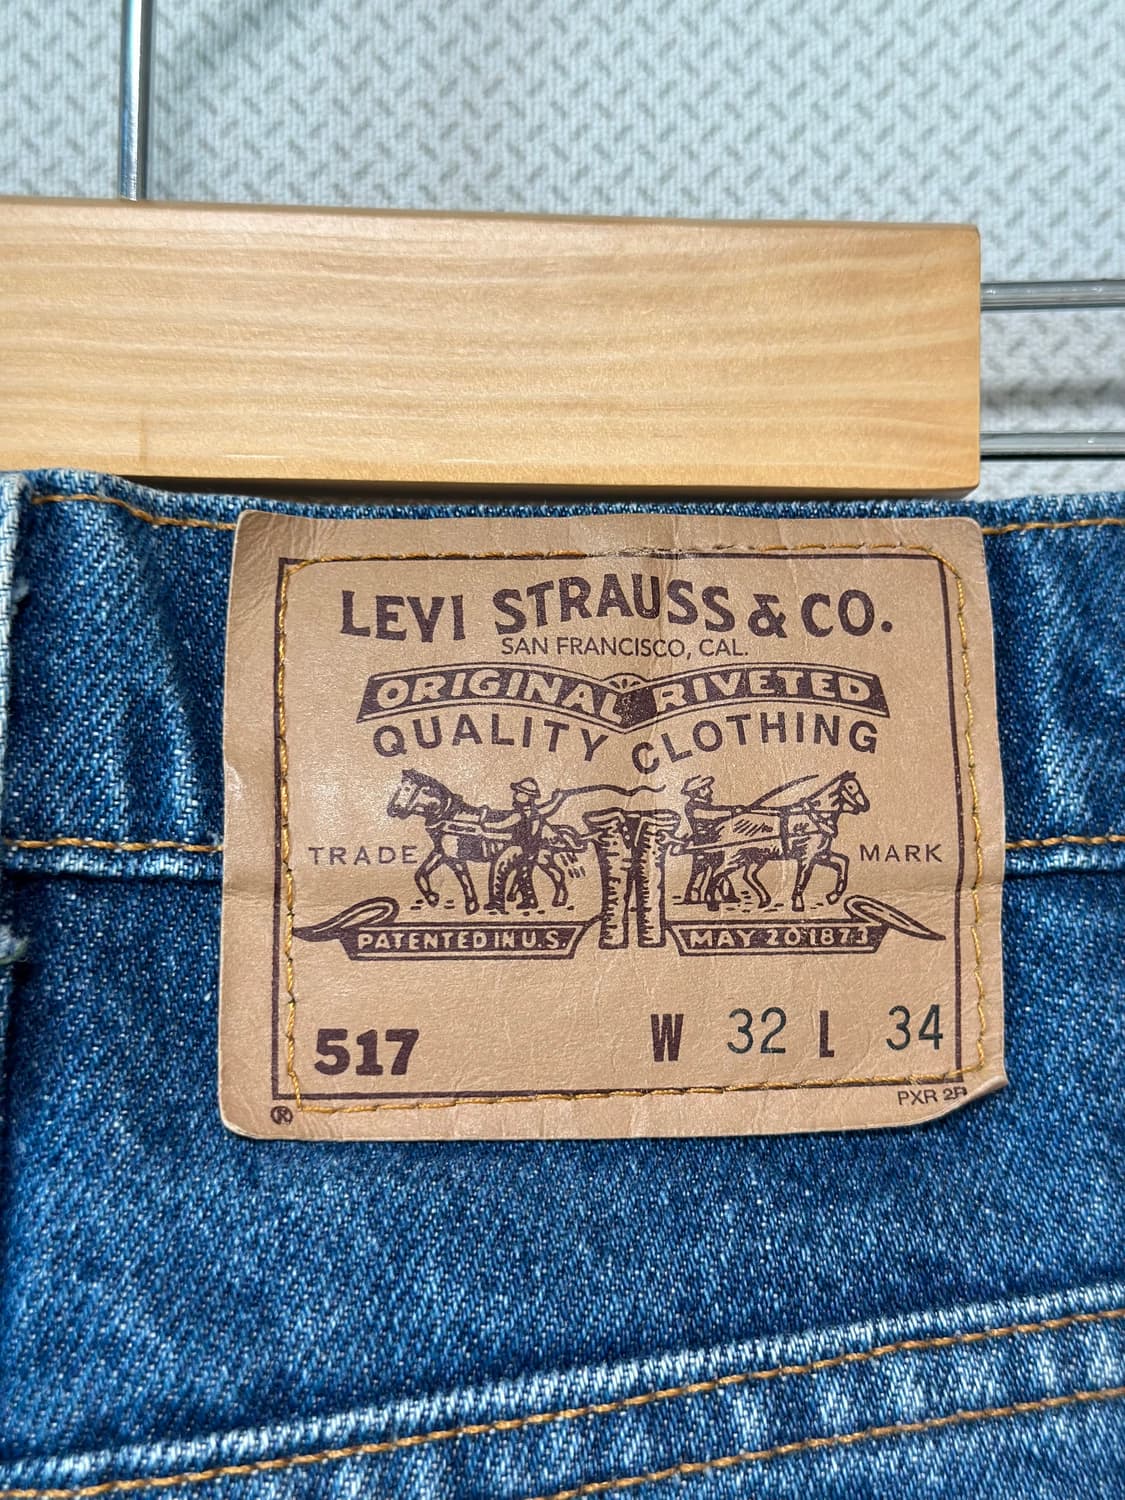 LEVI STRAUSS & CO.
SAN FRANCISCO, CAL.
ORIGINAL RIVETED
QUALITY CLOTHING
TRADE MARK
PATENTED IN U.S. MAY 20 1873
517 W 32 L 34
PXR 2P
®